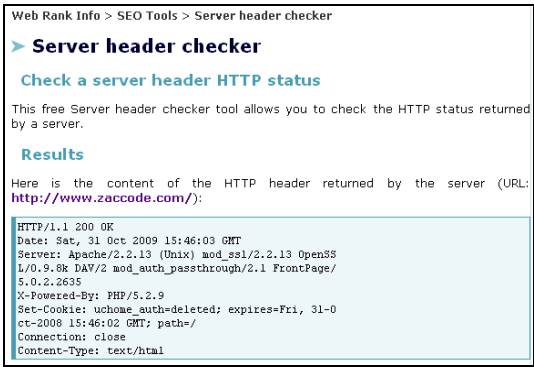 Web Rank Info > SEO Tools > Server header checker
Server header checker
Check a server header HTTP status
This free Server header checker tool allows you to check the HTTP status returned
by a server.
Results
Here is the content of the HTTP header returned by the server (URL:
http://www.zaccode.com/):
HTTP/1.1 200 OK
Date: Sat, 31 Oct 2009 15:46:03 GMT
Server: Apache/2.2.13 (Unix) mod_ssl/2.2.13 OpenSS
L/0.9.8k DAV/2 mod_auth_passthrough/2.1 FrontPage/
5.0.2.2635
X-Powered-By: PHP/5.2.9
Set-Cookie: uchome_auth=deleted; expires=Fri, 31-O
ct-2008 15:46:02 GMT; path=/
Connection: close
Content-Type: text/html